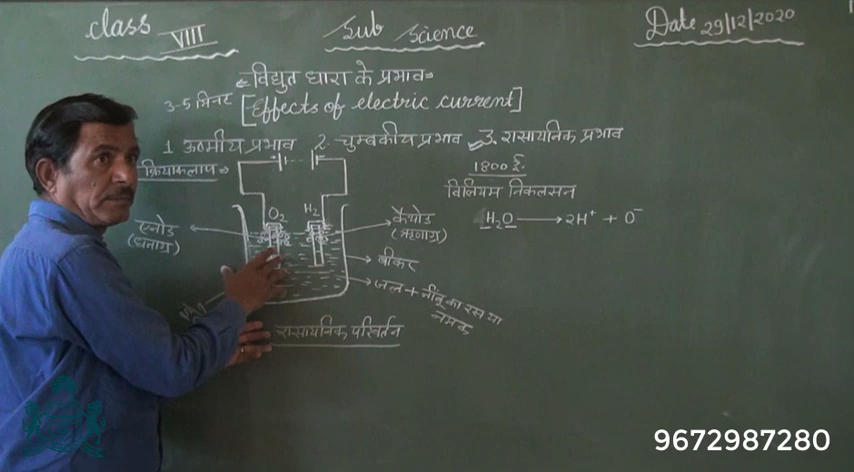 class VIII
Sub Science
Date 29/12/2020
विद्युत धारा के प्रभाव
3-5 मिनट
[Effects of electric current]
1. ऊष्मीय प्रभाव 2. चुम्बकीय प्रभाव 3. रासायनिक प्रभाव
क्रियाकलाप
1800 ई.
विलियम निकलसन
O₂
H₂
H₂O → 2H⁺ + O⁻
एनोड
(धनाग्र)
कैथोड
(ऋणाग्र)
बीकर
जल + नींबू का रस या
नमक
रासायनिक परिवर्तन
9672987280